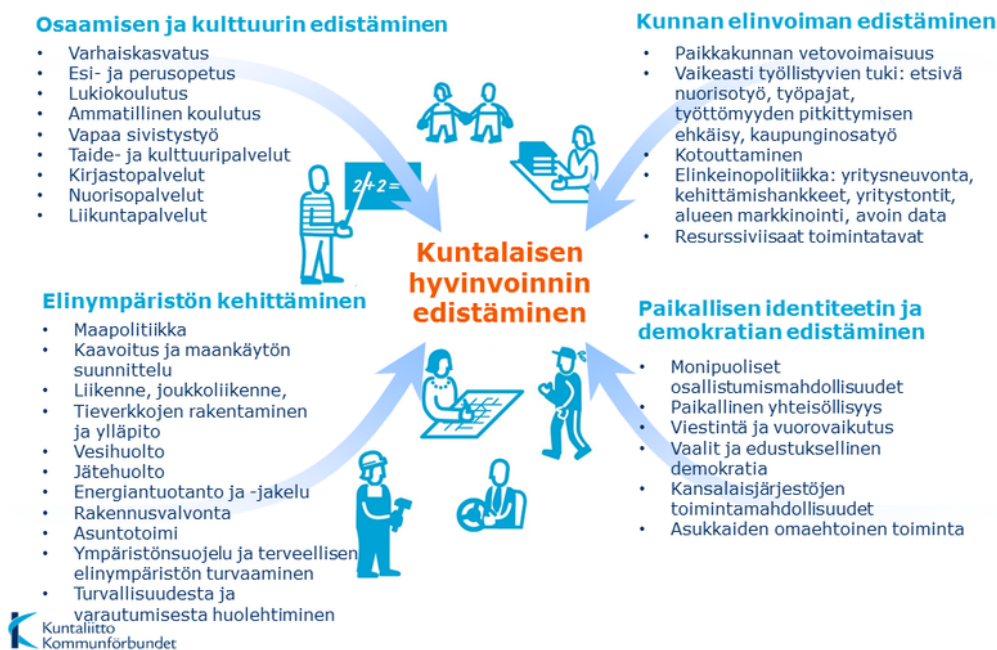 Osaamisen ja kulttuurin edistäminen
• Varhaiskasvatus
• Esi- ja perusopetus
• Lukiokoulutus
• Ammatillinen koulutus
• Vapaa sivistystyö
• Taide- ja kulttuuripalvelut
• Kirjastopalvelut
• Nuorisopalvelut
• Liikuntapalvelut
2+2=
Kunnan elinvoiman edistäminen
• Paikkakunnan vetovoimaisuus
• Vaikeasti työllistyvien tuki: etsivä
nuorisotyö, työpajat,
työttömyyden pitkittymisen
ehkäisy, kaupunginosatyö
• Kotouttaminen
• Elinkeinopolitiikka: yritysneuvonta,
kehittämishankkeet, yritystontit,
alueen markkinointi, avoin data
• Resurssiviisaat toimintatavat
Kuntalaisen
hyvinvoinnin
edistäminen
Elinympäristön kehittäminen
• Maapolitiikka
• Kaavoitus ja maankäytön
suunnittelu
• Liikenne, joukkoliikenne,
• Tieverkkojen rakentaminen
ja ylläpito
• Vesihuolto
• Jätehuolto
• Energiantuotanto ja -jakelu
• Rakennusvalvonta
• Asuntotoimi
• Ympäristönsuojelu ja terveellisen
elinympäristön turvaaminen
• Turvallisuudesta ja
varautumisesta huolehtiminen
Paikallisen identiteetin ja
demokratian edistäminen
• Monipuoliset
osallistumismahdollisuudet
• Paikallinen yhteisöllisyys
• Viestintä ja vuorovaikutus
• Vaalit ja edustuksellinen
demokratia
• Kansalaisjärjestöjen
toimintamahdollisuudet
• Asukkaiden omaehtoinen toiminta
Kuntaliitto
Kommunförbundet